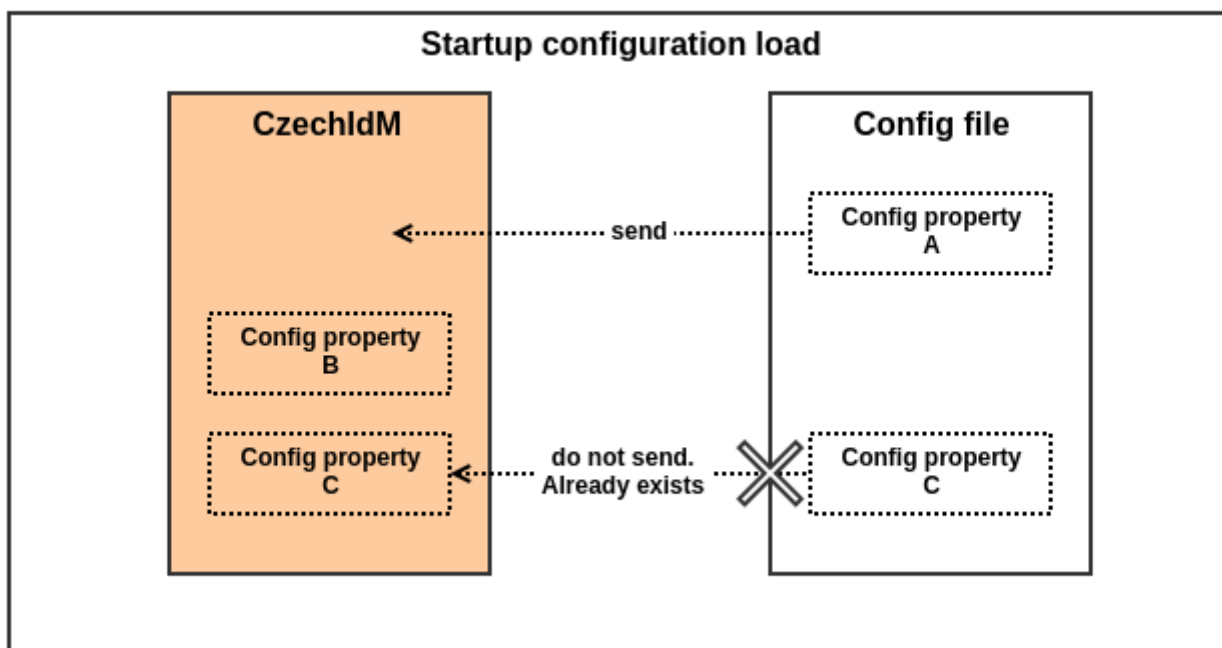 Startup configuration load
CzechIdM
Config file
Config property
A
send
Config property
B
Config property
C
do not send.
Already exists
Config property
C